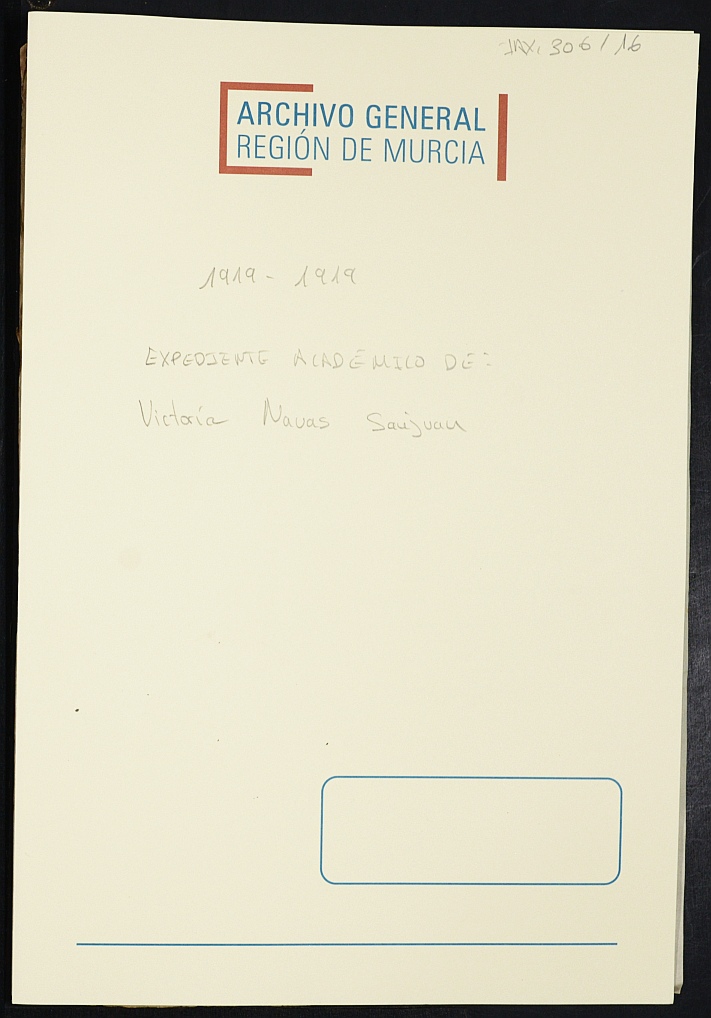 JAX, 306 / 16
ARCHIVO GENERAL
REGIÓN DE MURCIA
1919 - 1919
EXPEDIENTE ACADÉMICO DE:
Victoria Navas Sanjuan